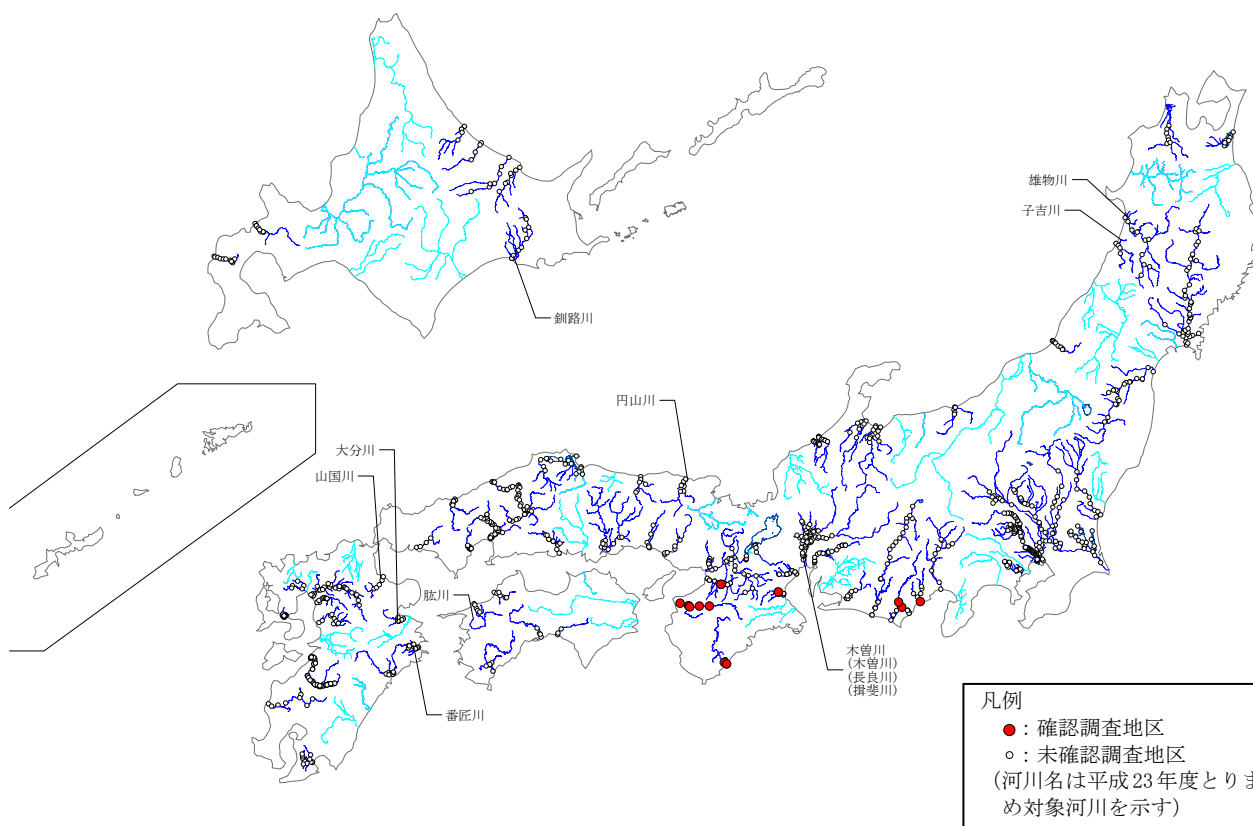 雄物川
子吉川
釧路川
円山川
大分川
山国川
肱川
木曽川
(木曽川)
(長良川)
(揖斐川)
番匠川
凡例
●：確認調査地区
○：未確認調査地区
(河川名は平成23年度とりま
め対象河川を示す)